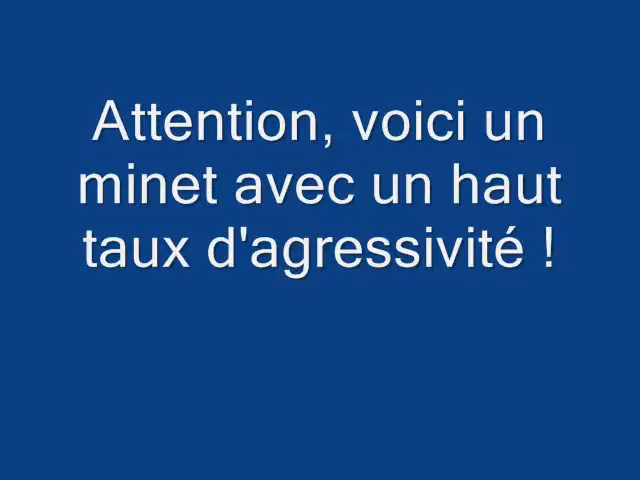 Attention, voici un
minet avec un haut
taux d'agressivité !